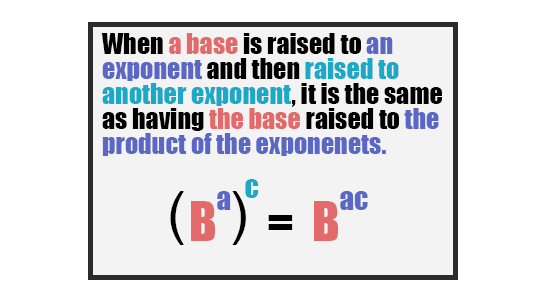 When a base is raised to an
exponent and then raised to
another exponent, it is the same
as having the base raised to the
product of the exponenets.
(B^a)^c = B^ac